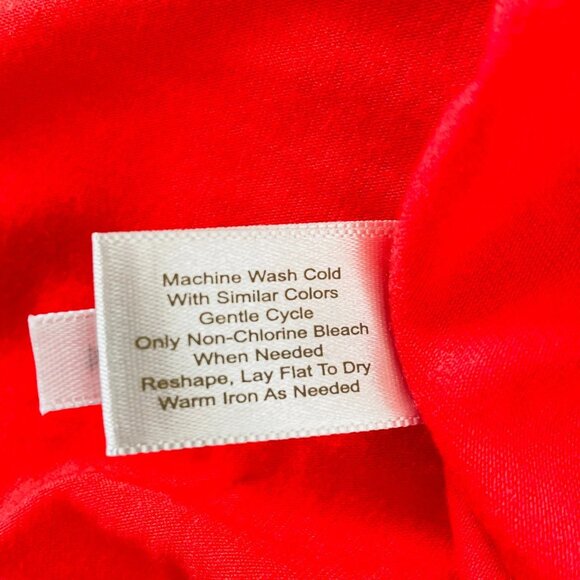 Machine Wash Cold
With Similar Colors
Gentle Cycle
Only Non-Chlorine Bleach
When Needed
Reshape, Lay Flat To Dry
Warm Iron As Needed